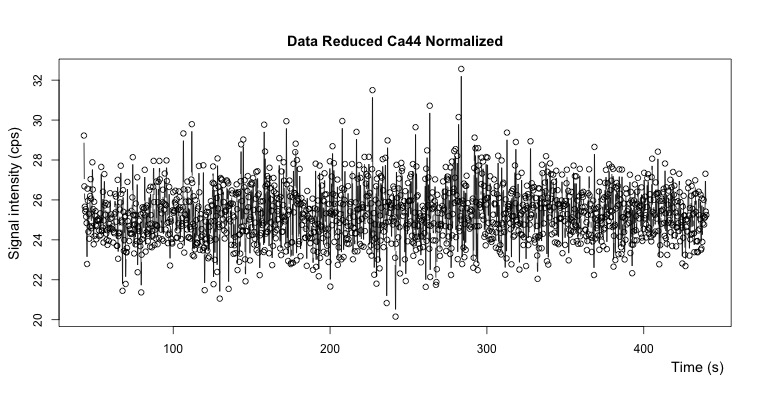 Data Reduced Ca44 Normalized
Signal intensity (cps)
32
30
28
26
24
22
20
100 200 300 400
Time (s)